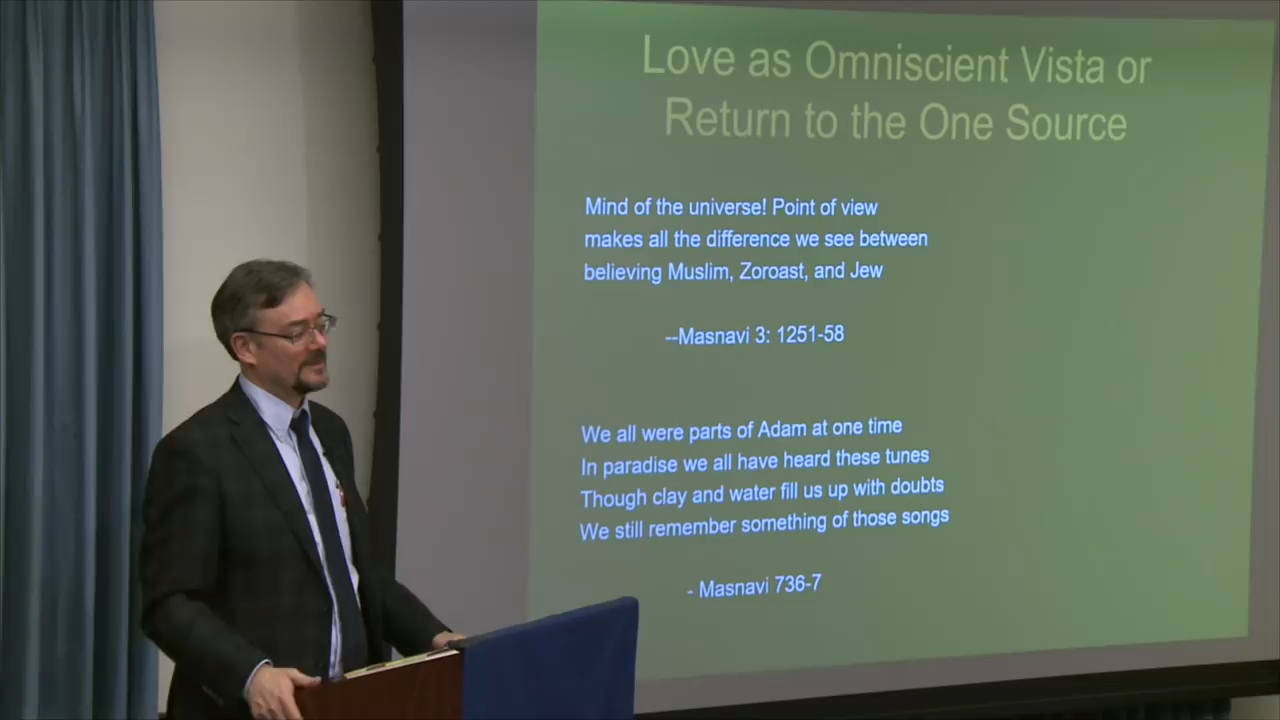 Love as Omniscient Vista or
Return to the One Source
Mind of the universe! Point of view
makes all the difference we see between
believing Muslim, Zoroast, and Jew
--Masnavi 3: 1251-58
We all were parts of Adam at one time
In paradise we all have heard these tunes
Though clay and water fill us up with doubts
We still remember something of those songs
- Masnavi 736-7